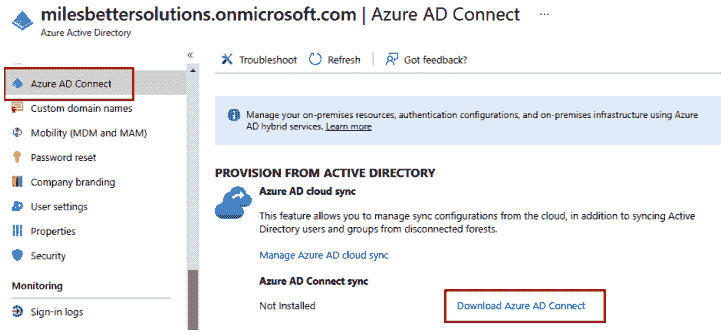 milesbettersolutions.onmicrosoft.com | Azure AD Connect ...
Azure Active Directory
«
Troubleshoot Refresh | Got feedback?
Azure AD Connect
Custom domain names
Mobility (MDM and MAM)
Password reset
Company branding
User settings
Properties
Security
Monitoring
Sign-in logs
Manage your on-premises resources, authentication configurations, and on-premises infrastructure using Azure
AD hybrid services. Learn more
PROVISION FROM ACTIVE DIRECTORY
Azure AD cloud sync
This feature allows you to manage sync configurations from the cloud, in addition to syncing Active
Directory users and groups from disconnected forests.
Manage Azure AD cloud sync
Azure AD Connect sync
Not Installed Download Azure AD Connect